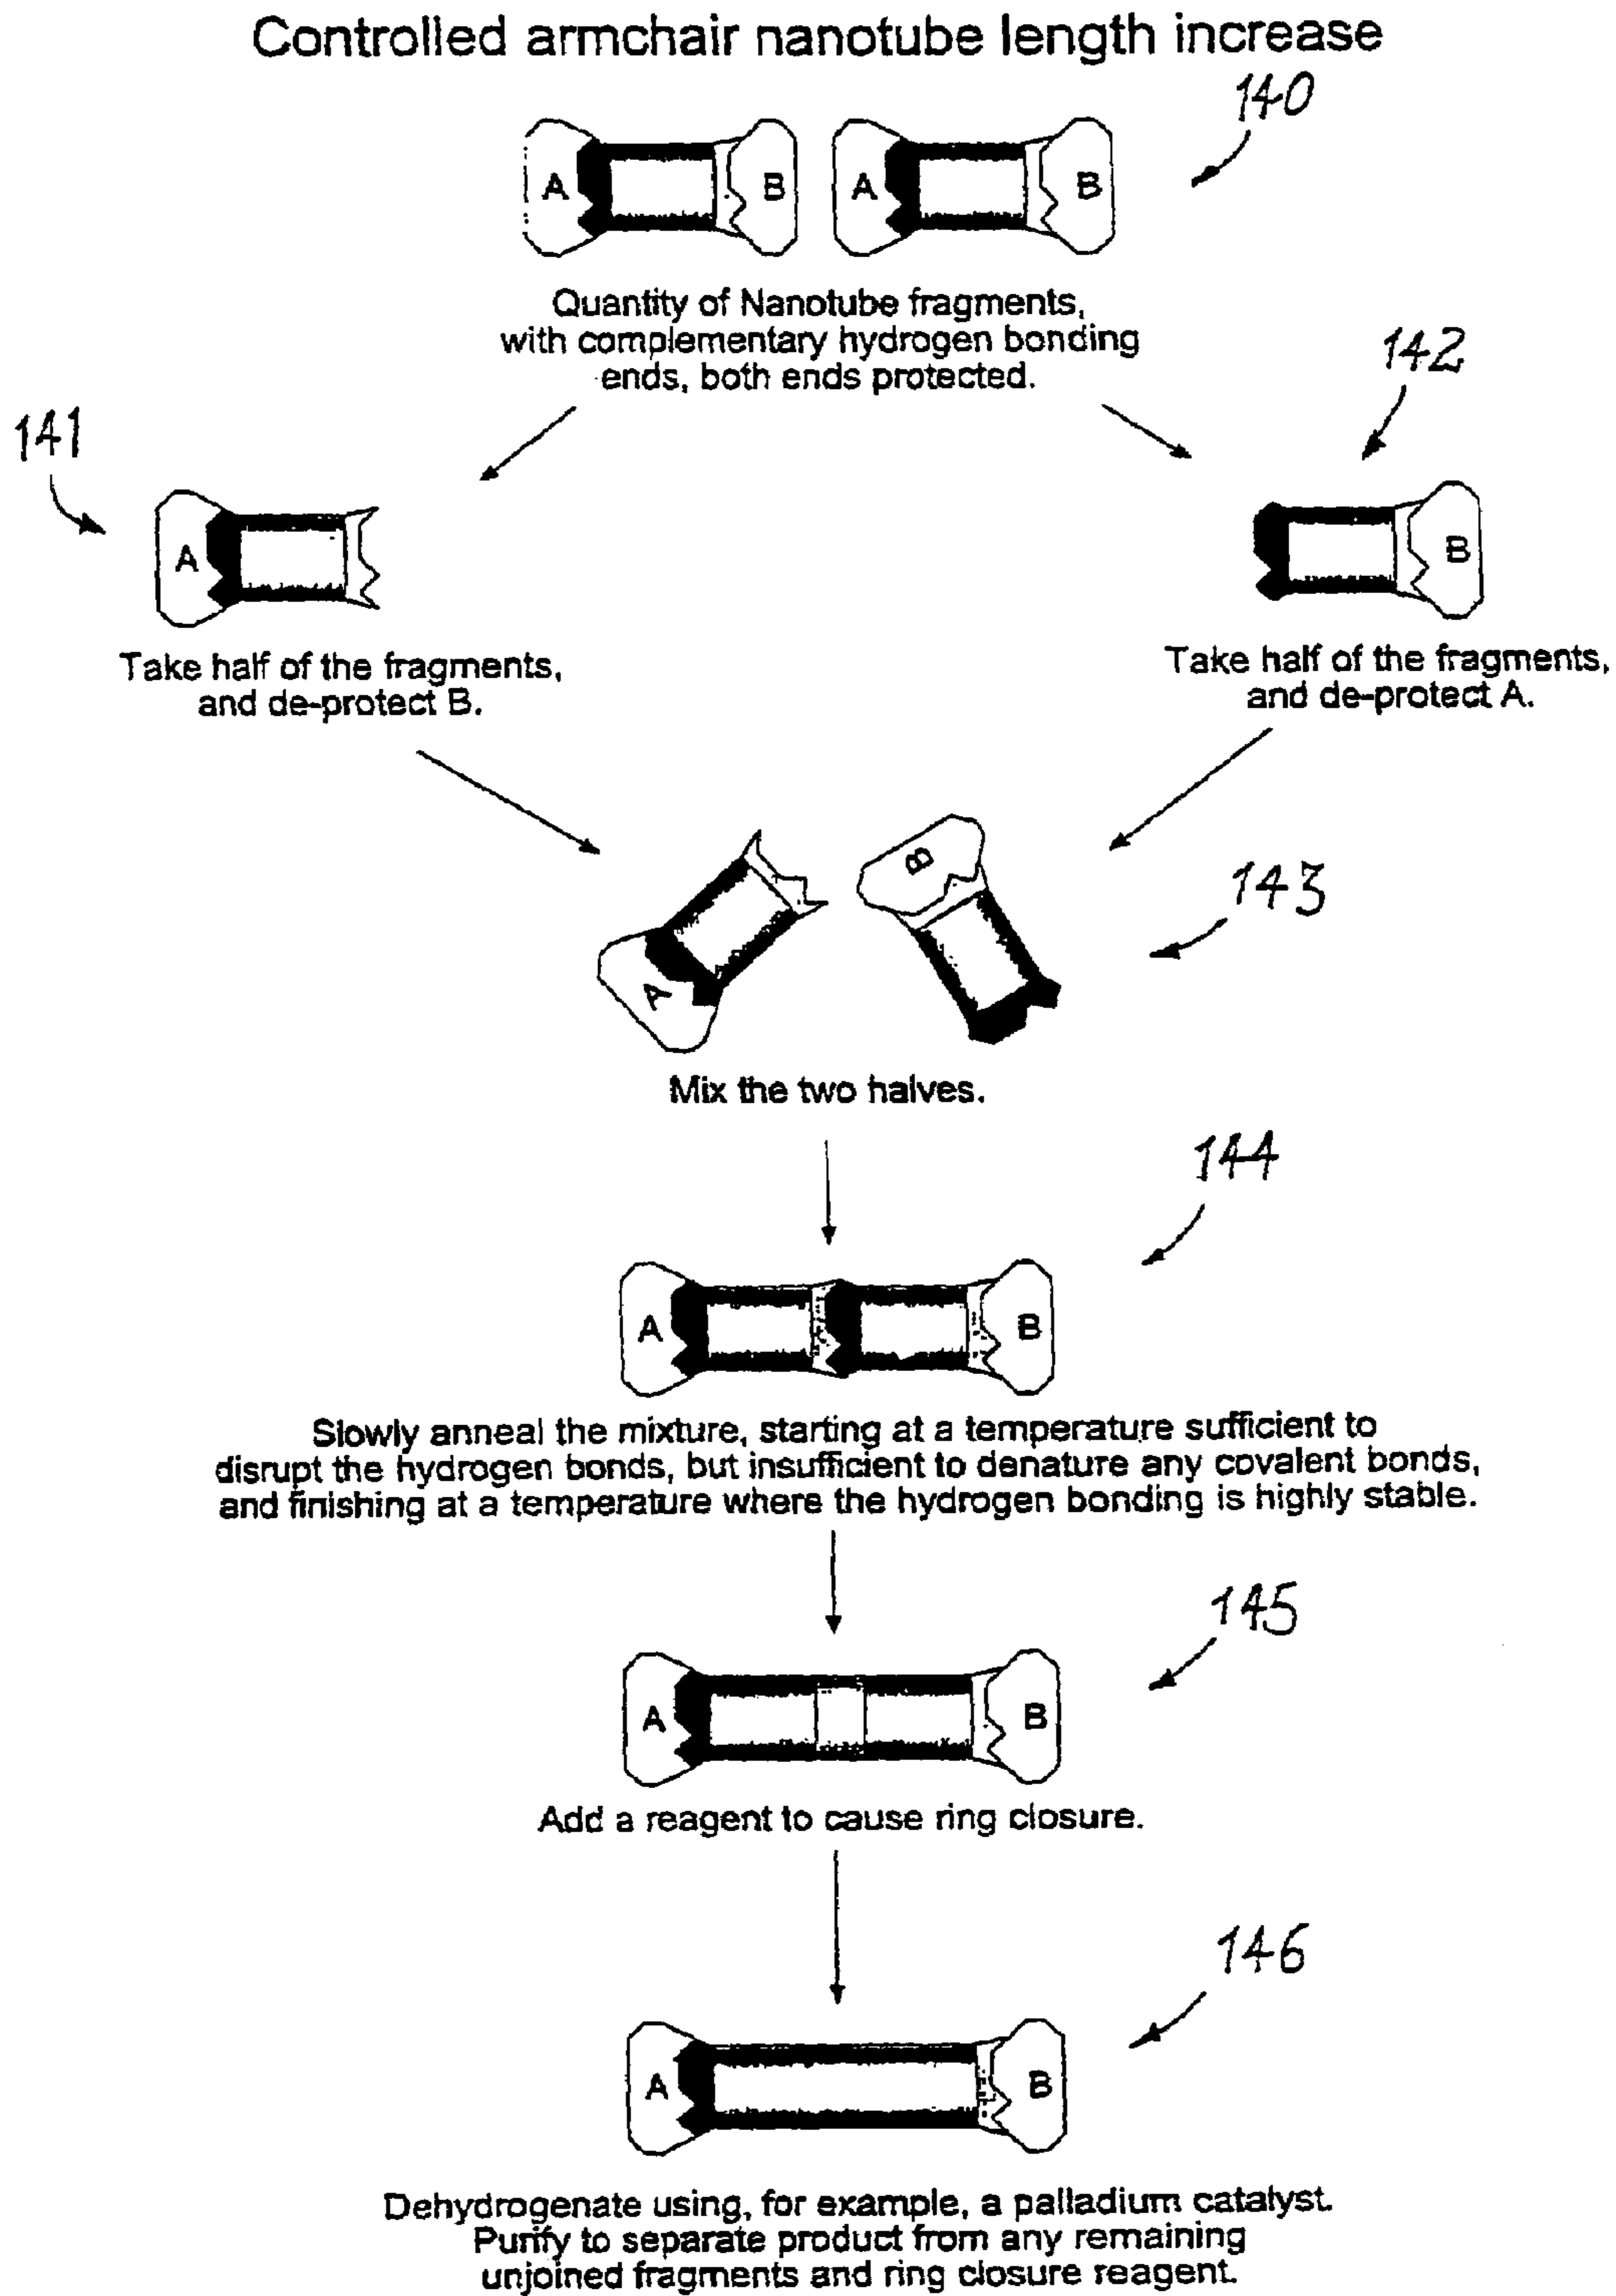 Controlled armchair nanotube length increase
140
A B A B
Quantity of Nanotube fragments,
with complementary hydrogen bonding
ends, both ends protected.
141
142
A
B
Take half of the fragments,
and de-protect B.
Take half of the fragments,
and de-protect A.
143
A
B
Mix the two halves.
144
A B
Slowly anneal the mixture, starting at a temperature sufficient to
disrupt the hydrogen bonds, but insufficient to denature any covalent bonds,
and finishing at a temperature where the hydrogen bonding is highly stable.
145
A B
Add a reagent to cause ring closure.
146
A B
Dehydrogenate using, for example, a palladium catalyst.
Purify to separate product from any remaining
unjoined fragments and ring closure reagent.